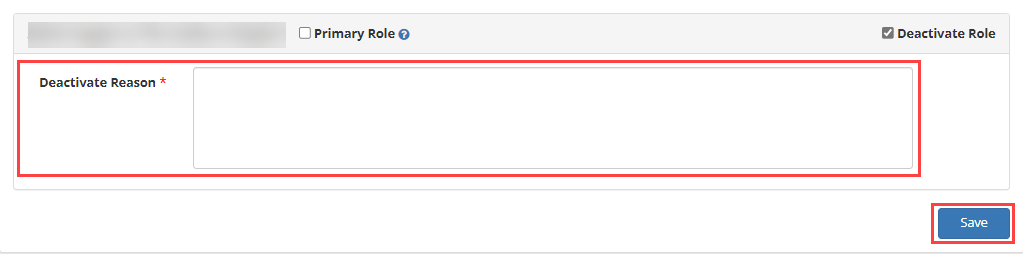 Primary Role ?
Deactivate Role
Deactivate Reason *
Save